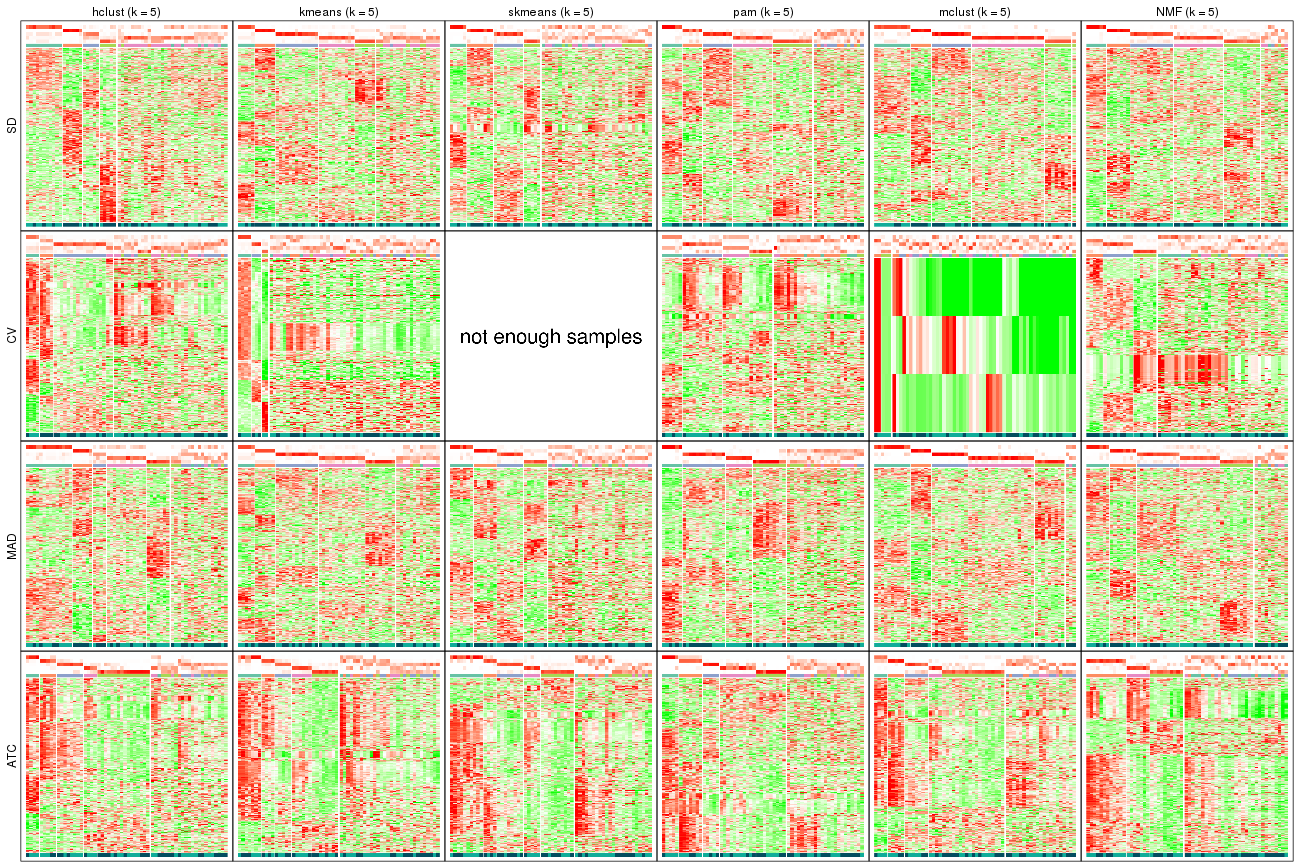 hclust (k = 5)
kmeans (k = 5)
skmeans (k = 5)
pam (k = 5)
mclust (k = 5)
NMF (k = 5)
SD
CV
not enough samples
MAD
ATC